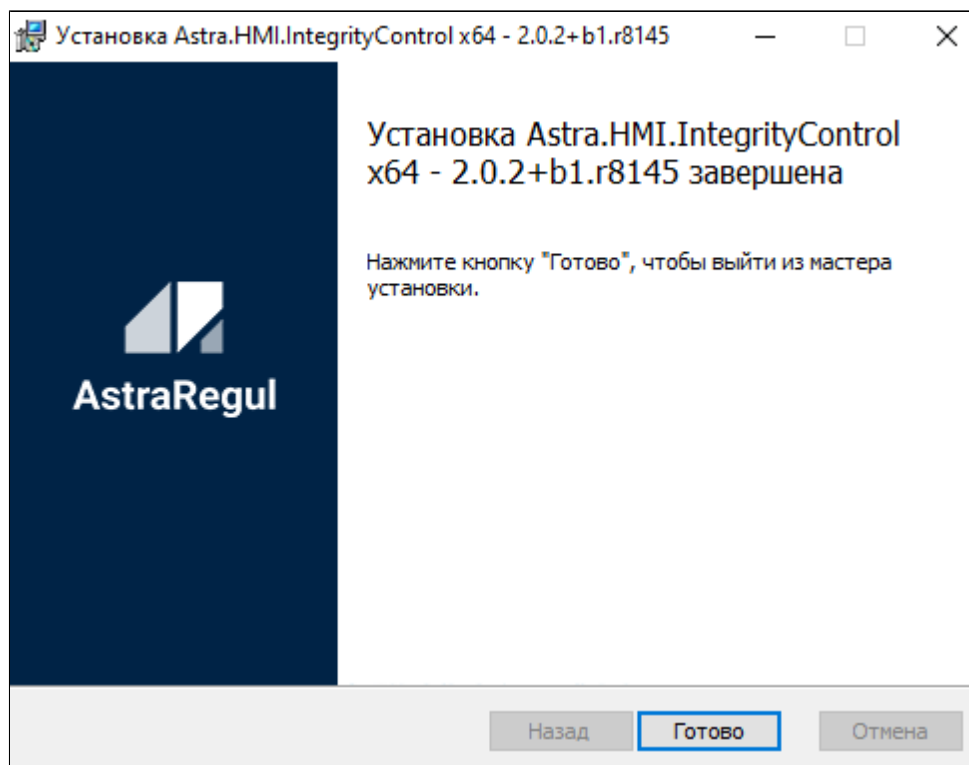 Установка Astra.HMI.IntegrityControl x64 - 2.0.2+b1.r8145
Установка Astra.HMI.IntegrityControl
x64 - 2.0.2+b1.r8145 завершена
Нажмите кнопку "Готово", чтобы выйти из мастера
установки.
AstraRegul
Назад
Готово
Отмена